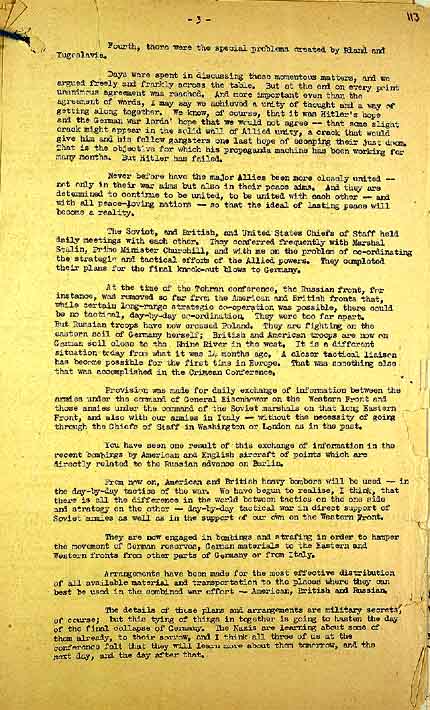 - 3 -
113
Fourth, there were the special problems created by Poland and
Yugoslavia.
Days were spent in discussing these momentous matters, and we
argued freely and frankly across the table. But at the end on every point
unanimous agreement was reached. And more important even than the
agreement of words, I may say we achieved a unity of thought and a way of
getting along together. We know, of course, that it was Hitler's hope
and the German war lords' hope that we would not agree -- that some slight
crack might appear in the solid wall of Allied unity, a crack that would
give him and his fellow gangsters one last hope of escaping their just doom.
That is the objective for which his propaganda machine has been working for
many months. But Hitler has failed.
Never before have the major Allies been more closely united --
not only in their war aims but also in their peace aims. And they are
determined to continue to be united, to be united with each other -- and
with all peace-loving nations -- so that the ideal of lasting peace will
become a reality.
The Soviet, and British, and United States Chiefs of Staff held
daily meetings with each other. They conferred frequently with Marshal
Stalin, Prime Minister Churchill, and with me on the problem of co-ordinating
the strategic and tactical efforts of the Allied powers. They completed
their plans for the final knock-out blows to Germany.
At the time of the Tehran conference, the Russian front, for
instance, was removed so far from the American and British fronts that,
while certain long-range strategic co-operation was possible, there could
be no tactical, day-by-day co-ordination. They were too far apart.
But Russian troops have now crossed Poland. They are fighting on the
eastern soil of Germany herself; British and American troops are now on
German soil close to the Rhine River in the west. It is a different
situation today from what it was 14 months ago. A closer tactical liaison
has become possible for the first time in Europe. That was something else
that was accomplished in the Crimean Conference.
Provision was made for daily exchange of information between the
armies under the command of General Eisenhower on the Western Front and
those armies under the command of the Soviet marshals on that long Eastern
Front, and also with our armies in Italy -- without the necessity of going
through the Chiefs of Staff in Washington or London as in the past.
You have seen one result of this exchange of information in the
recent bombings by American and English aircraft of points which are
directly related to the Russian advance on Berlin.
From now on, American and British heavy bombers will be used -- in
the day-by-day tactics of the war. We have begun to realize, I think, that
there is all the difference in the world between tactics on the one side
and strategy on the other -- day-by-day tactical war in direct support of
Soviet armies as well as in the support of our own on the Western Front.
They are now engaged in bombings and strafing in order to hamper
the movement of German reserves, German materials to the Eastern and
Western fronts from other parts of Germany or from Italy.
Arrangements have been made for the most effective distribution
of all available material and transportation to the places where they can
best be used in the combined war effort -- American, British and Russian.
The details of these plans and arrangements are military secrets,
of course; but this tying of things in together is going to hasten the day
of the final collapse of Germany. The Nazis are learning about some of
them already, to their sorrow, and I think all three of us at the
conference felt that they will learn more about them tomorrow, and the
next day, and the day after that.